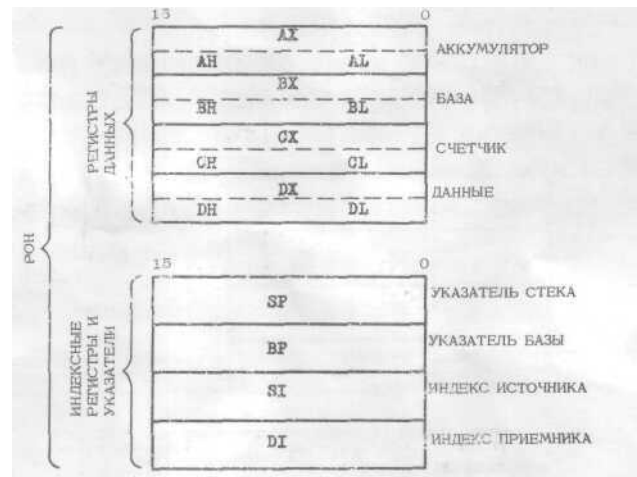 15 0
AX
АККУМУЛЯТОР
AH AL
BX
БАЗА
BH BL
CX
СЧЕТЧИК
CH CL
DX
ДАННЫЕ
DH DL
РЕГИСТРЫ
ДАННЫХ
РОН
15 0
SP
УКАЗАТЕЛЬ СТЕКА
BP
УКАЗАТЕЛЬ БАЗЫ
SI
ИНДЕКС ИСТОЧНИКА
DI
ИНДЕКС ПРИЕМНИКА
ИНДЕКСНЫЕ
РЕГИСТРЫ И
УКАЗАТЕЛИ